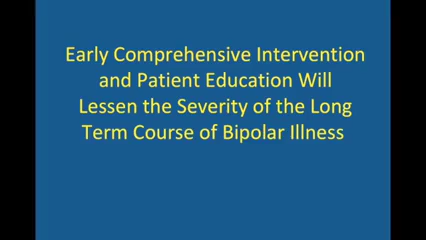 Early Comprehensive Intervention
and Patient Education Will
Lessen the Severity of the Long
Term Course of Bipolar Illness